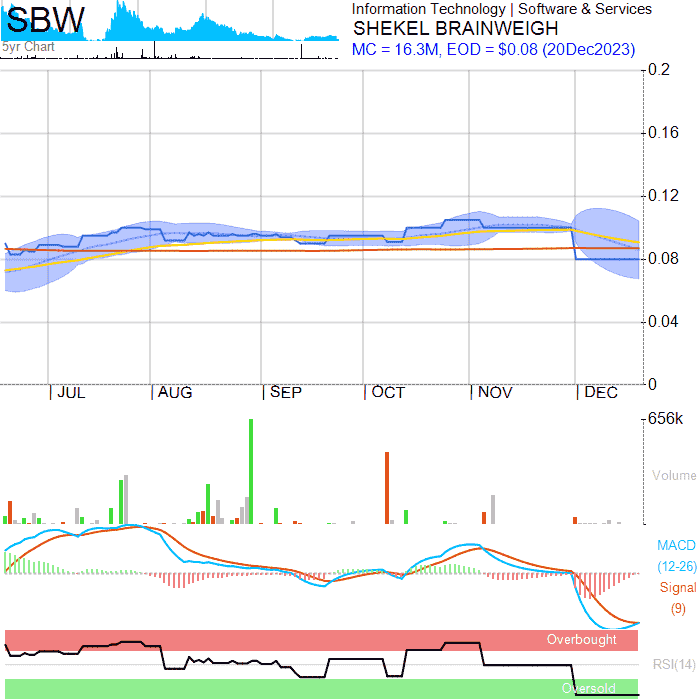 SBW
5yr Chart
Information Technology | Software & Services
SHEKEL BRAINWEIGH
MC = 16.3M, EOD = $0.08 (20Dec2023)
0.2
0.16
0.12
0.08
0.04
0
JUL
AUG
SEP
OCT
NOV
DEC
656k
Volume
MACD
(12-26)
Signal
(9)
Overbought
RSI(14)
Oversold